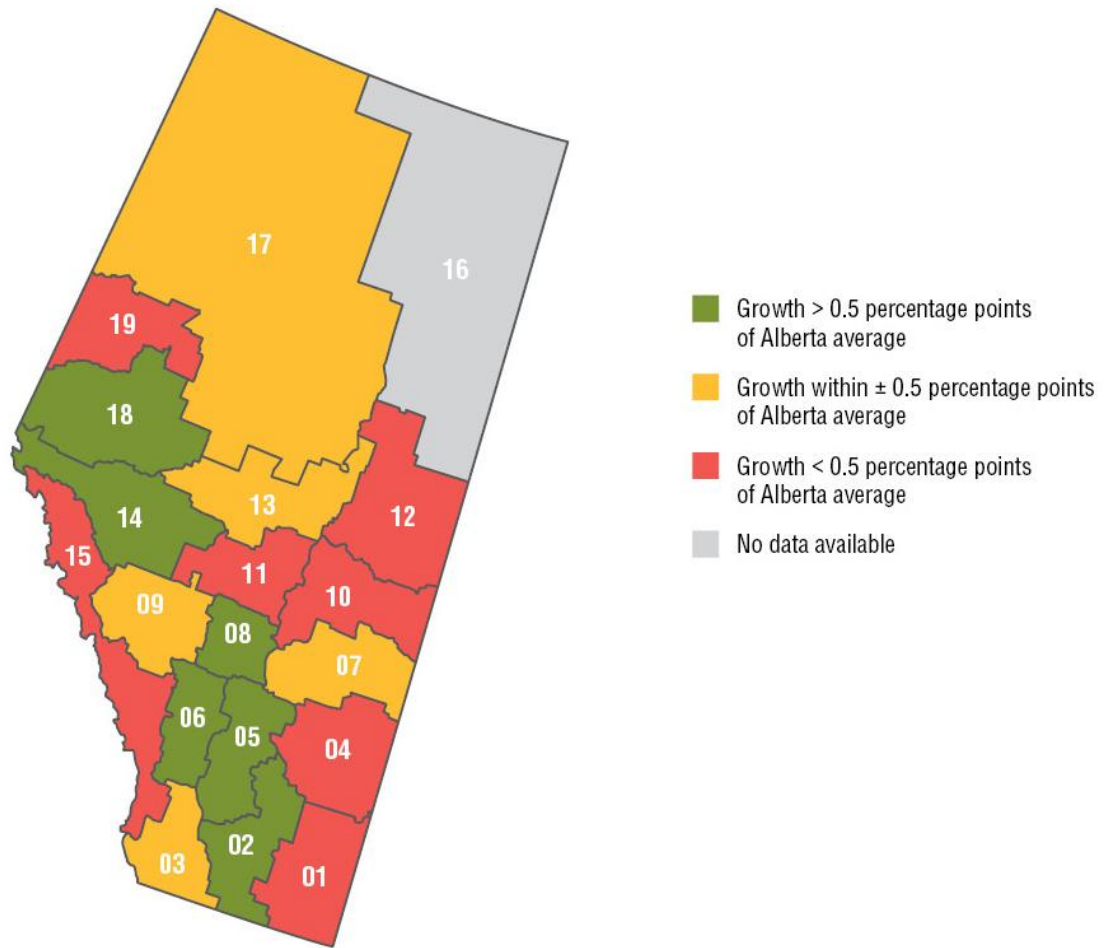 17
16
19
18
13
14
12
15
11
10
09
08
07
06
05
04
02
03
01
Growth > 0.5 percentage points
of Alberta average
Growth within ± 0.5 percentage points
of Alberta average
Growth < 0.5 percentage points
of Alberta average
No data available